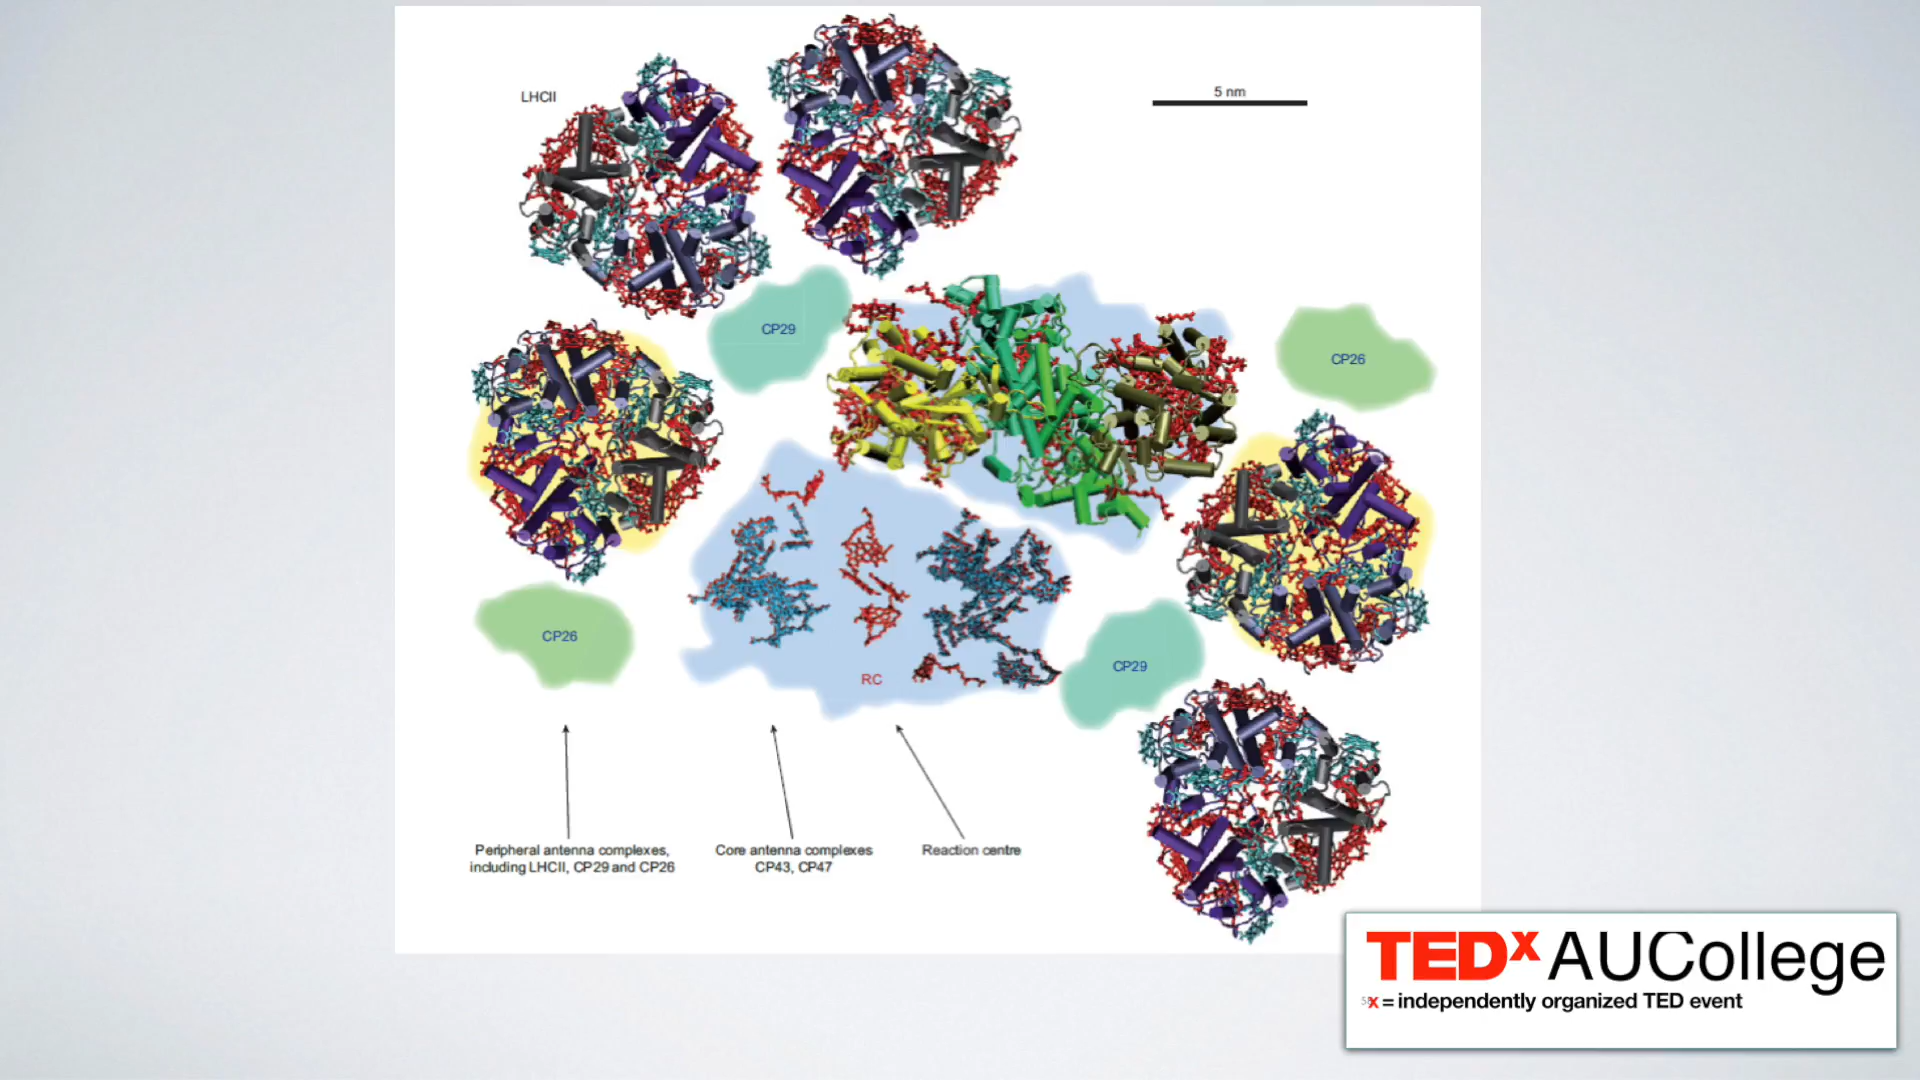 LHCII
5 nm
CP29
CP26
CP26
CP29
RC
Peripheral antenna complexes,
including LHCII, CP29 and CP26
Core antenna complexes
CP43, CP47
Reaction centre
TEDx AUCollege
x = independently organized TED event